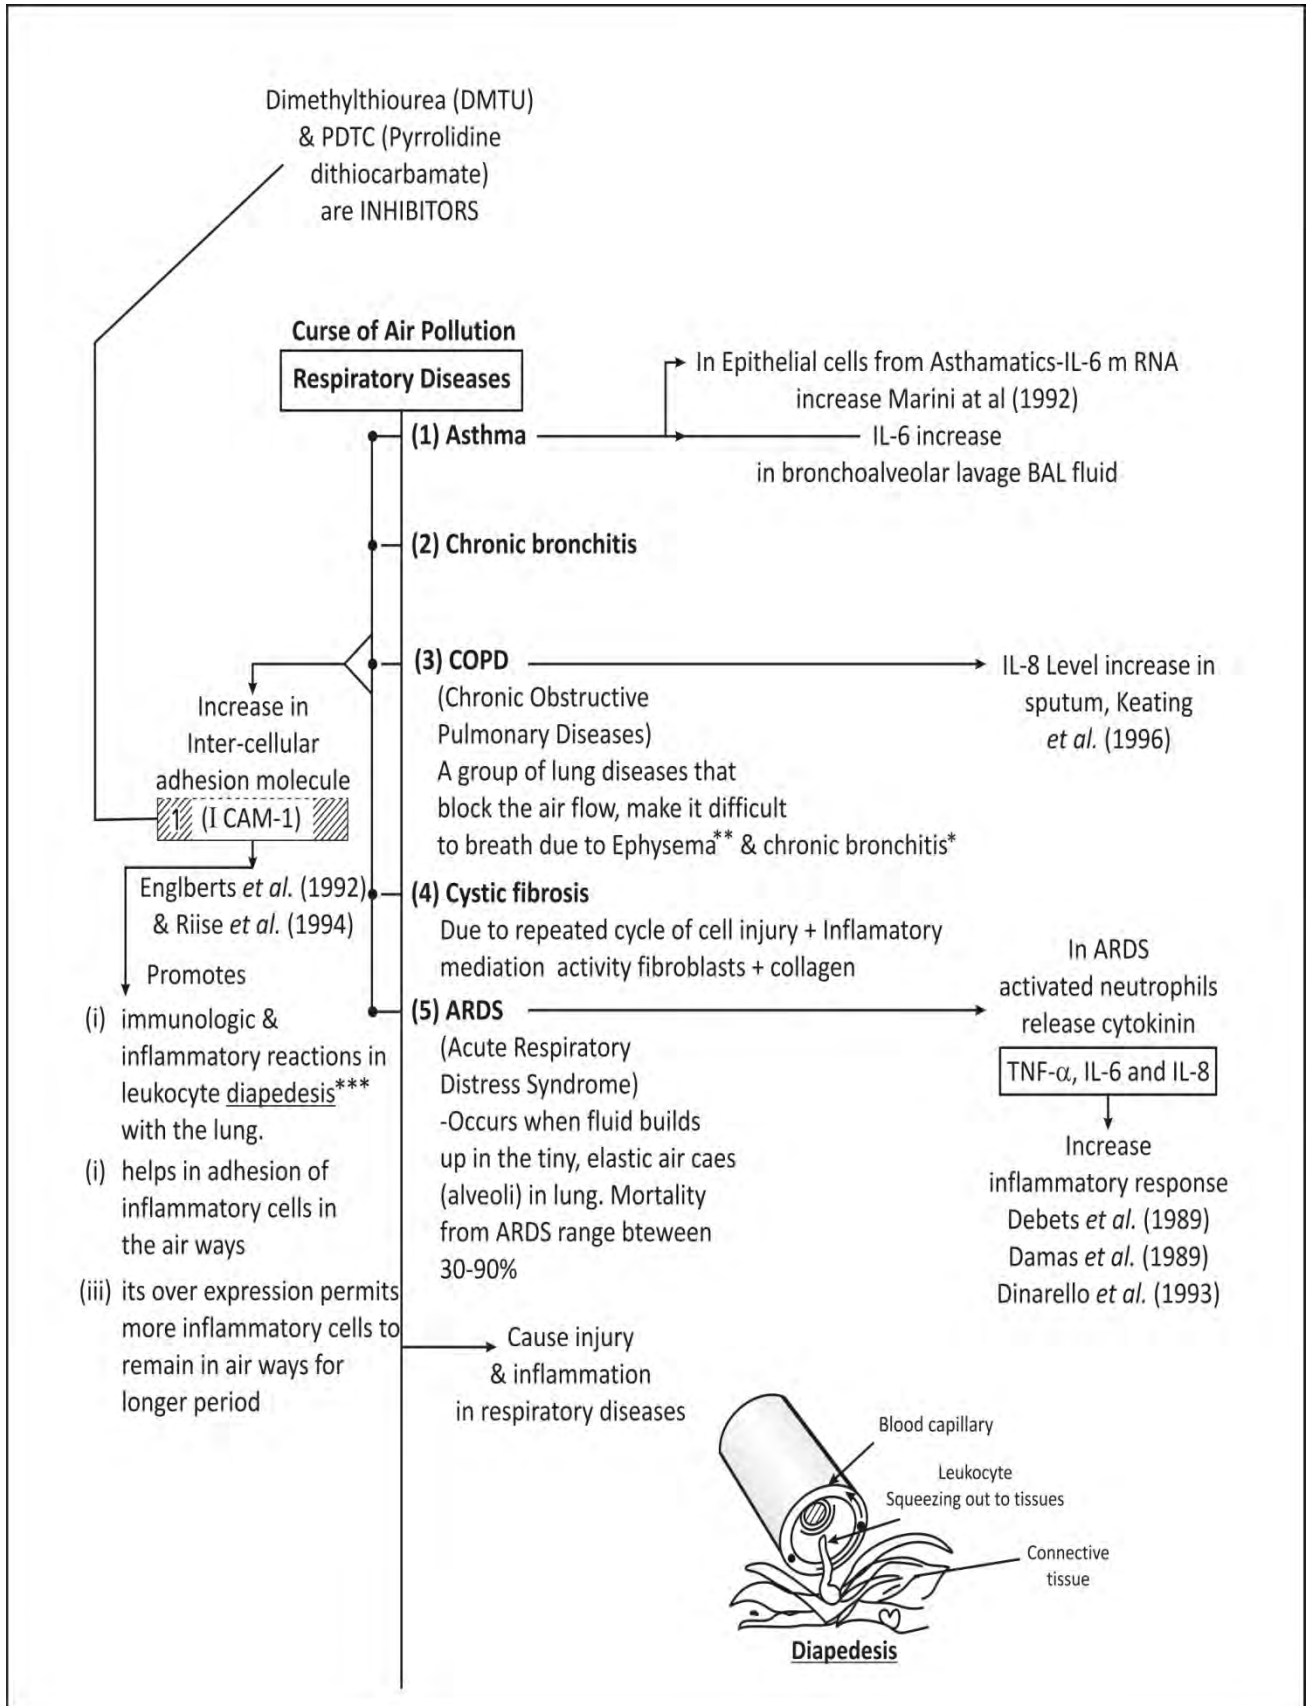 Dimethylthiourea (DMTU)
& PDTC (Pyrrolidine
dithiocarbamate)
are INHIBITORS
Curse of Air Pollution
Respiratory Diseases
(1) Asthma
In Epithelial cells from Asthamatics-IL-6 m RNA
increase Marini at al (1992)
IL-6 increase
in bronchoalveolar lavage BAL fluid
(2) Chronic bronchitis
(3) COPD
(Chronic Obstructive
Pulmonary Diseases)
A group of lung diseases that
block the air flow, make it difficult
to breath due to Ephysema** & chronic bronchitis*
IL-8 Level increase in
sputum, Keating
et al. (1996)
Increase in
Inter-cellular
adhesion molecule
1 (I CAM-1)
Englberts et al. (1992)
& Riise et al. (1994)
Promotes
(i) immunologic &
inflammatory reactions in
leukocyte diapedesis***
with the lung.
(i) helps in adhesion of
inflammatory cells in
the air ways
(iii) its over expression permits
more inflammatory cells to
remain in air ways for
longer period
(4) Cystic fibrosis
Due to repeated cycle of cell injury + Inflamatory
mediation activity fibroblasts + collagen
(5) ARDS
(Acute Respiratory
Distress Syndrome)
-Occurs when fluid builds
up in the tiny, elastic air caes
(alveoli) in lung. Mortality
from ARDS range bteween
30-90%
In ARDS
activated neutrophils
release cytokinin
TNF-α, IL-6 and IL-8
Increase
inflammatory response
Debets et al. (1989)
Damas et al. (1989)
Dinarello et al. (1993)
Cause injury
& inflammation
in respiratory diseases
Blood capillary
Leukocyte
Squeezing out to tissues
Connective
tissue
Diapedesis